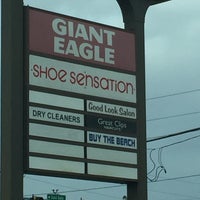 GIANT
EAGLE
SHOE SENSATION
Good Look Salon
DRY CLEANERS
Great Clips
BUY THE BEACH